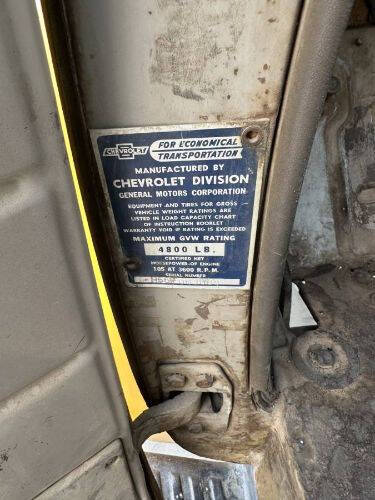 CHEVROLET
FOR ECONOMICAL
TRANSPORTATION
MANUFACTURED BY
CHEVROLET DIVISION
GENERAL MOTORS CORPORATION
EQUIPMENT AND TIRES FOR GROSS
VEHICLE WEIGHT RATINGS ARE
LISTED IN LOAD CAPACITY CHART
OF INSTRUCTION BOOKLET
WARRANTY VOID IF RATING IS EXCEEDED
MAXIMUM GVW RATING
4800 LB.
CERTIFIED NET
HORSEPOWER OF ENGINE
105 AT 3600 R.P.M.
SERIAL NUMBER